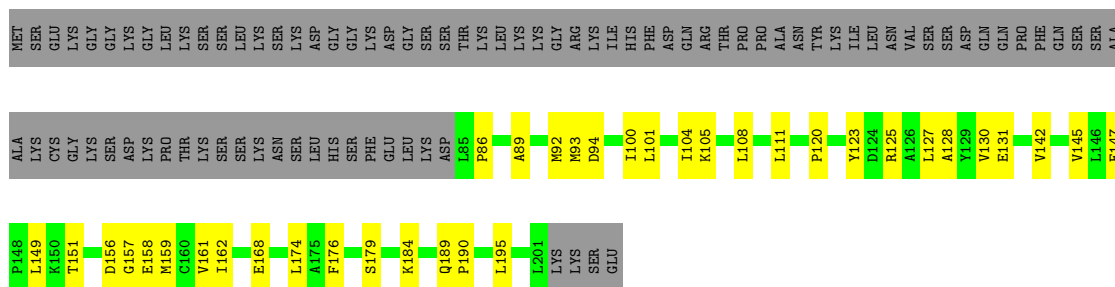 MET SER GLU LYS GLY GLY LYS GLY LEU LYS SER SER LEU LYS SER LYS ASP GLY GLY LYS ASP GLY SER SER THR LYS LEU LYS LYS GLY ARG LYS ILE HIS PHE ASP GLN ARG THR PRO PRO ALA ASN TYR LYS ILE LEU ASN VAL SER SER ASP GLN GLN PRO PHE GLN SER SER ALA
ALA LYS CYS GLY LYS SER ASP LYS PRO THR LYS SER SER LYS ASN SER LEU HIS SER PHE GLU LEU LYS ASP L85 P86 A89 M92 M93 D94 I100 L101 I104 K105 L108 L111 P120 Y123 D124 R125 A126 L127 A128 Y129 V130 E131 V142 V145 L146
P148 L149 K150 T151 D156 G157 E158 M159 C160 V161 I162 E168 L174 A175 F176 S179 K184 Q189 P190 L195 L201 LYS LYS SER GLU